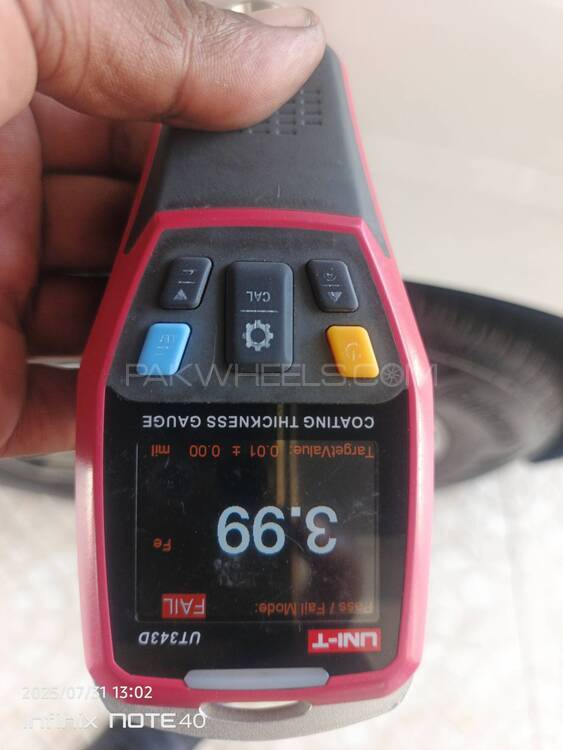 CAL
PAKWHEELS.COM
COATING THICKNESS GAUGE
TargetValue: 0.01 ± 0.00 mil
3.99
Fe
Pass / Fail Mode: FAIL
UNI-T UT343D
2025/07/31 13:02
Infinix NOTE 40